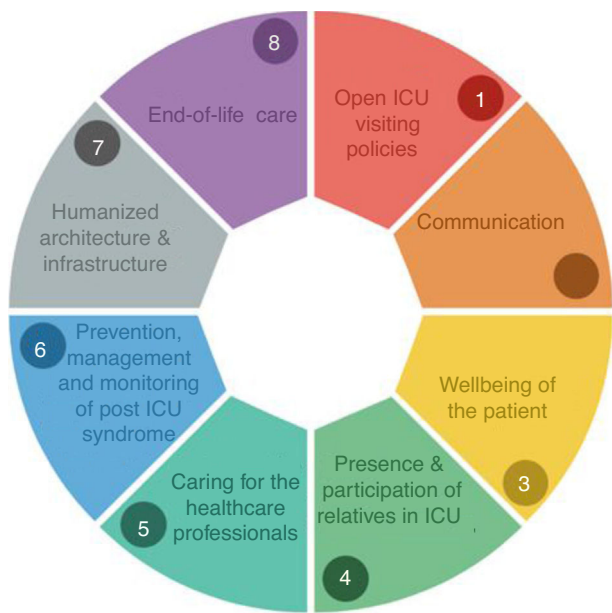 1
Open ICU
visiting
policies
Communication
Wellbeing of
the patient
3
Presence &
participation of
relatives in ICU ,
4
Caring for the
healthcare
professionals
5
Prevention,
management
and monitoring
of post ICU
syndrome
6
Humanized
architecture &
infrastructure
7
End-of-life care
8